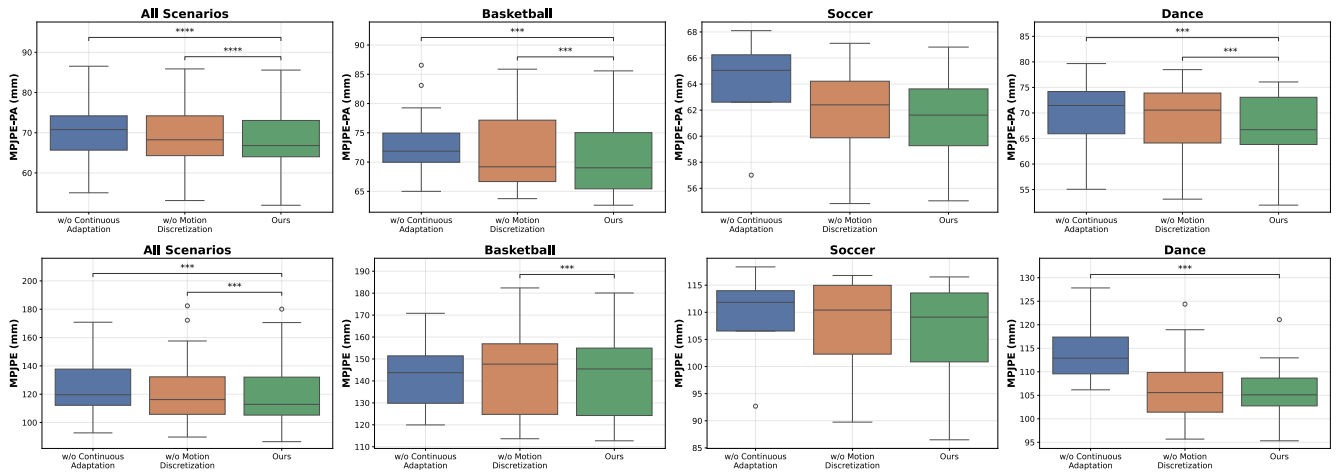 All Scenarios
MPJPE-PA (mm)
90
80
70
60
****
****
w/o Continuous
Adaptation
w/o Motion
Discretization
Ours
Basketball
MPJPE-PA (mm)
90
85
80
75
70
65
***
***
w/o Continuous
Adaptation
w/o Motion
Discretization
Ours
Soccer
MPJPE-PA (mm)
68
66
64
62
60
58
56
54
w/o Continuous
Adaptation
w/o Motion
Discretization
Ours
Dance
MPJPE-PA (mm)
85
80
75
70
65
60
55
***
***
w/o Continuous
Adaptation
w/o Motion
Discretization
Ours
All Scenarios
MPJPE (mm)
200
180
160
140
120
100
***
***
w/o Continuous
Adaptation
w/o Motion
Discretization
Ours
Basketball
MPJPE (mm)
190
180
170
160
150
140
130
120
110
***
w/o Continuous
Adaptation
w/o Motion
Discretization
Ours
Soccer
MPJPE (mm)
115
110
105
100
95
90
85
w/o Continuous
Adaptation
w/o Motion
Discretization
Ours
Dance
MPJPE (mm)
130
125
120
115
110
105
100
95
***
w/o Continuous
Adaptation
w/o Motion
Discretization
Ours